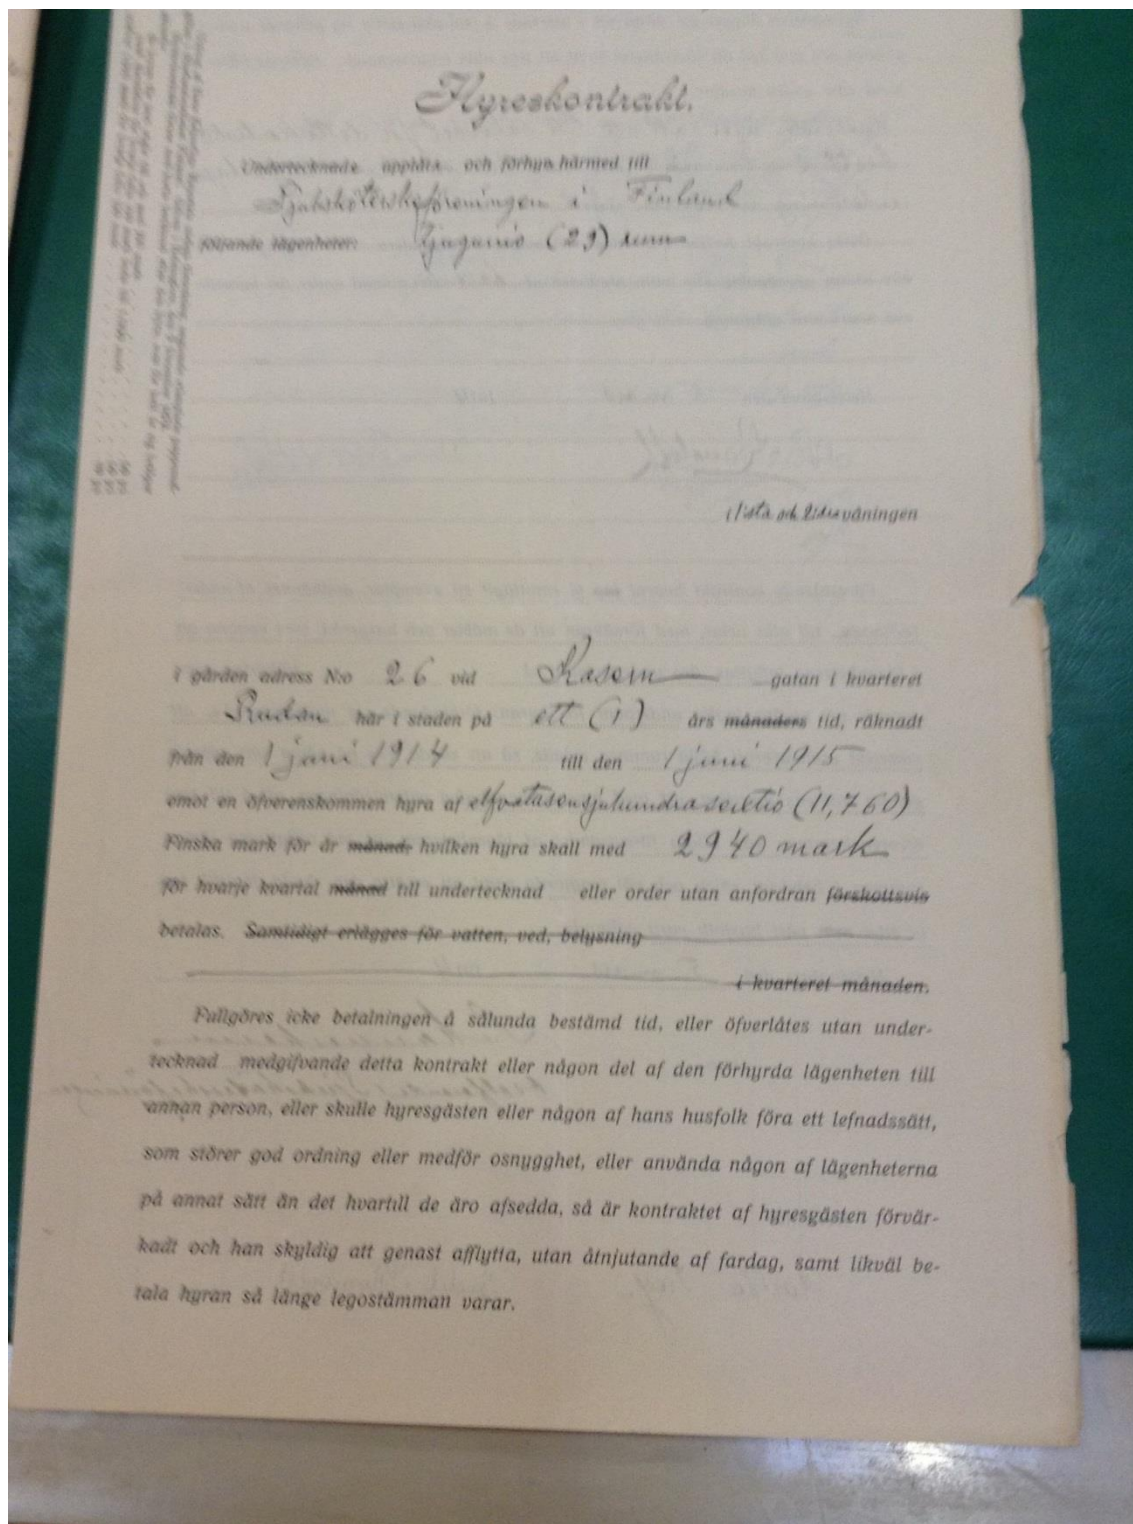 Hyreskontrakt.
Undertecknade upplåta och förhyra härmed till
Sjuksköterskeföreningen i Finland
följande lägenheter: Tjugunio (29) rum
i 1sta och 2dra våningen
i gården adress N:o 26 vid Kasern gatan i kvarteret
Rudan här i staden på ett (1) års månaders tid, räknadt
från den 1 juni 1914 till den 1 juni 1915
emot en öfverenskommen hyra af elfvatusensjuhundrasextio (11,760)
Finska mark för år månad, hvilken hyra skall med 2940 mark
för hvarje kvartal månad till undertecknad eller order utan anfordran förskottsvis
betalas. Samtidigt erlägges för vatten, ved, belysning
i kvarteret månaden.
Fullgöres icke betalningen å sålunda bestämd tid, eller öfverlåtes utan under-
tecknad medgifvande detta kontrakt eller någon del af den förhyrda lägenheten till
annan person, eller skulle hyresgästen eller någon af hans husfolk föra ett lefnadssätt,
som störer god ordning eller medför osnygghet, eller använda någon af lägenheterna
på annat sätt än det hvartill de äro afsedda, så är kontraktet af hyresgästen förvär-
kadt och han skyldig att genast afflytta, utan åtnjutande af fardag, samt likväl be-
tala hyran så länge legostämman varar.